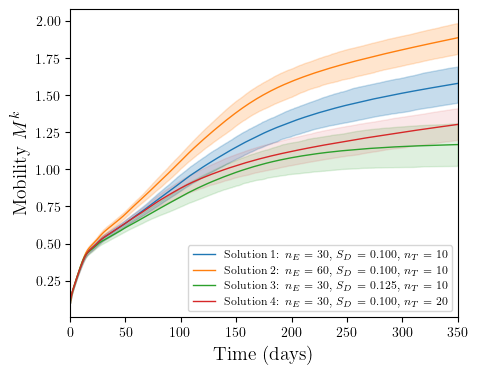 2.00
1.75
1.50
1.25
1.00
0.75
0.50
0.25
Mobility M^k
Solution 1: n_E = 30, S_D = 0.100, n_T = 10
Solution 2: n_E = 60, S_D = 0.100, n_T = 10
Solution 3: n_E = 30, S_D = 0.125, n_T = 10
Solution 4: n_E = 30, S_D = 0.100, n_T = 20
0 50 100 150 200 250 300 350
Time (days)